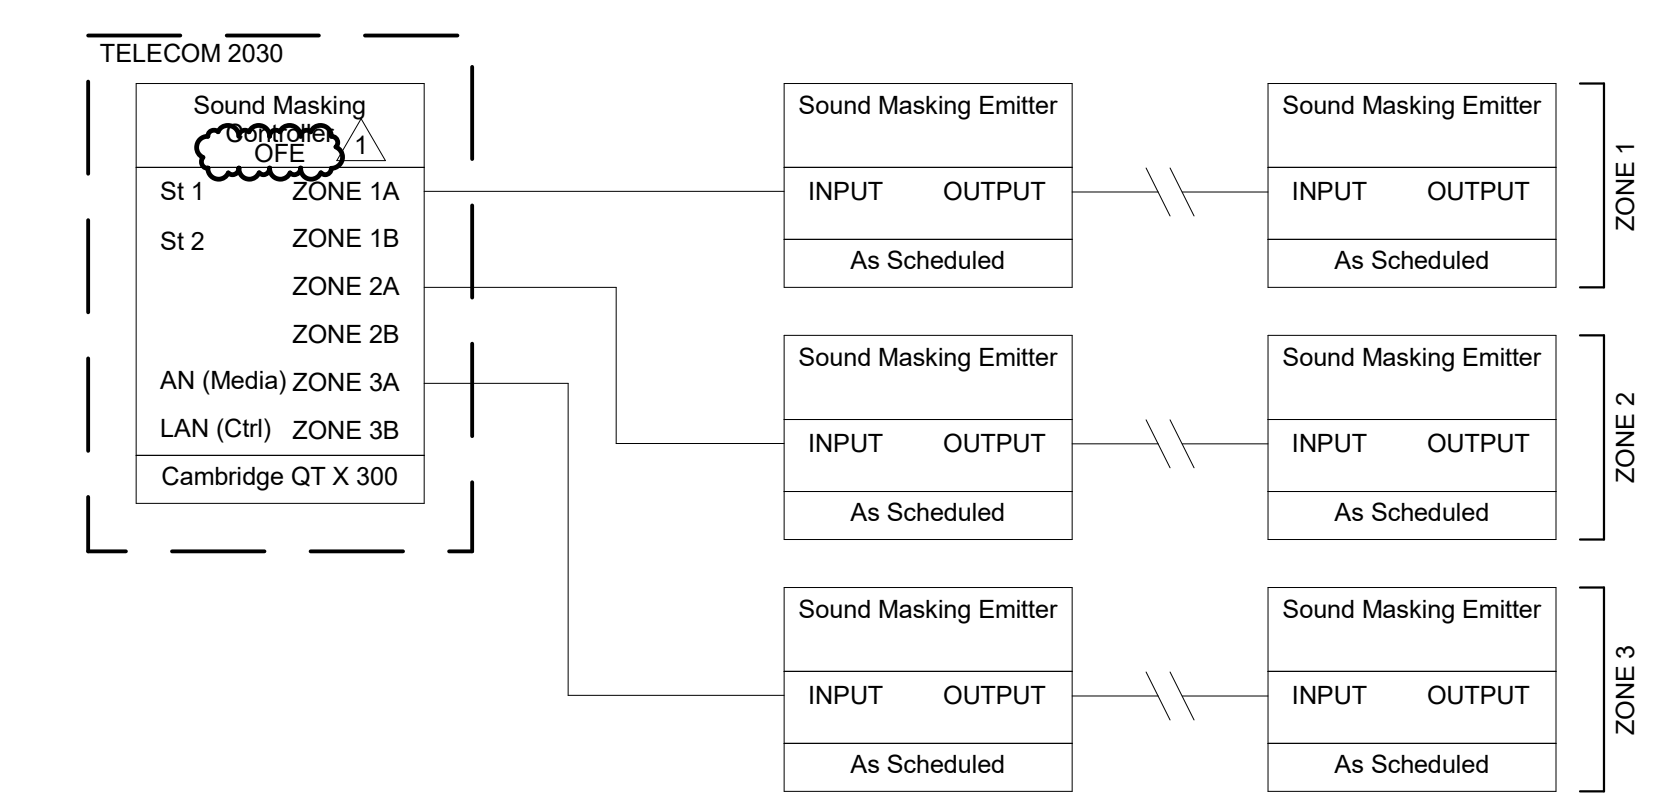 TELECOM 2030
Sound Masking
Controller
OFE
1
St 1 ZONE 1A
St 2 ZONE 1B
ZONE 2A
ZONE 2B
AN (Media) ZONE 3A
LAN (Ctrl) ZONE 3B
Cambridge QT X 300
Sound Masking Emitter
INPUT OUTPUT
As Scheduled
Sound Masking Emitter
INPUT OUTPUT
As Scheduled
ZONE 1
Sound Masking Emitter
INPUT OUTPUT
As Scheduled
Sound Masking Emitter
INPUT OUTPUT
As Scheduled
ZONE 2
Sound Masking Emitter
INPUT OUTPUT
As Scheduled
Sound Masking Emitter
INPUT OUTPUT
As Scheduled
ZONE 3